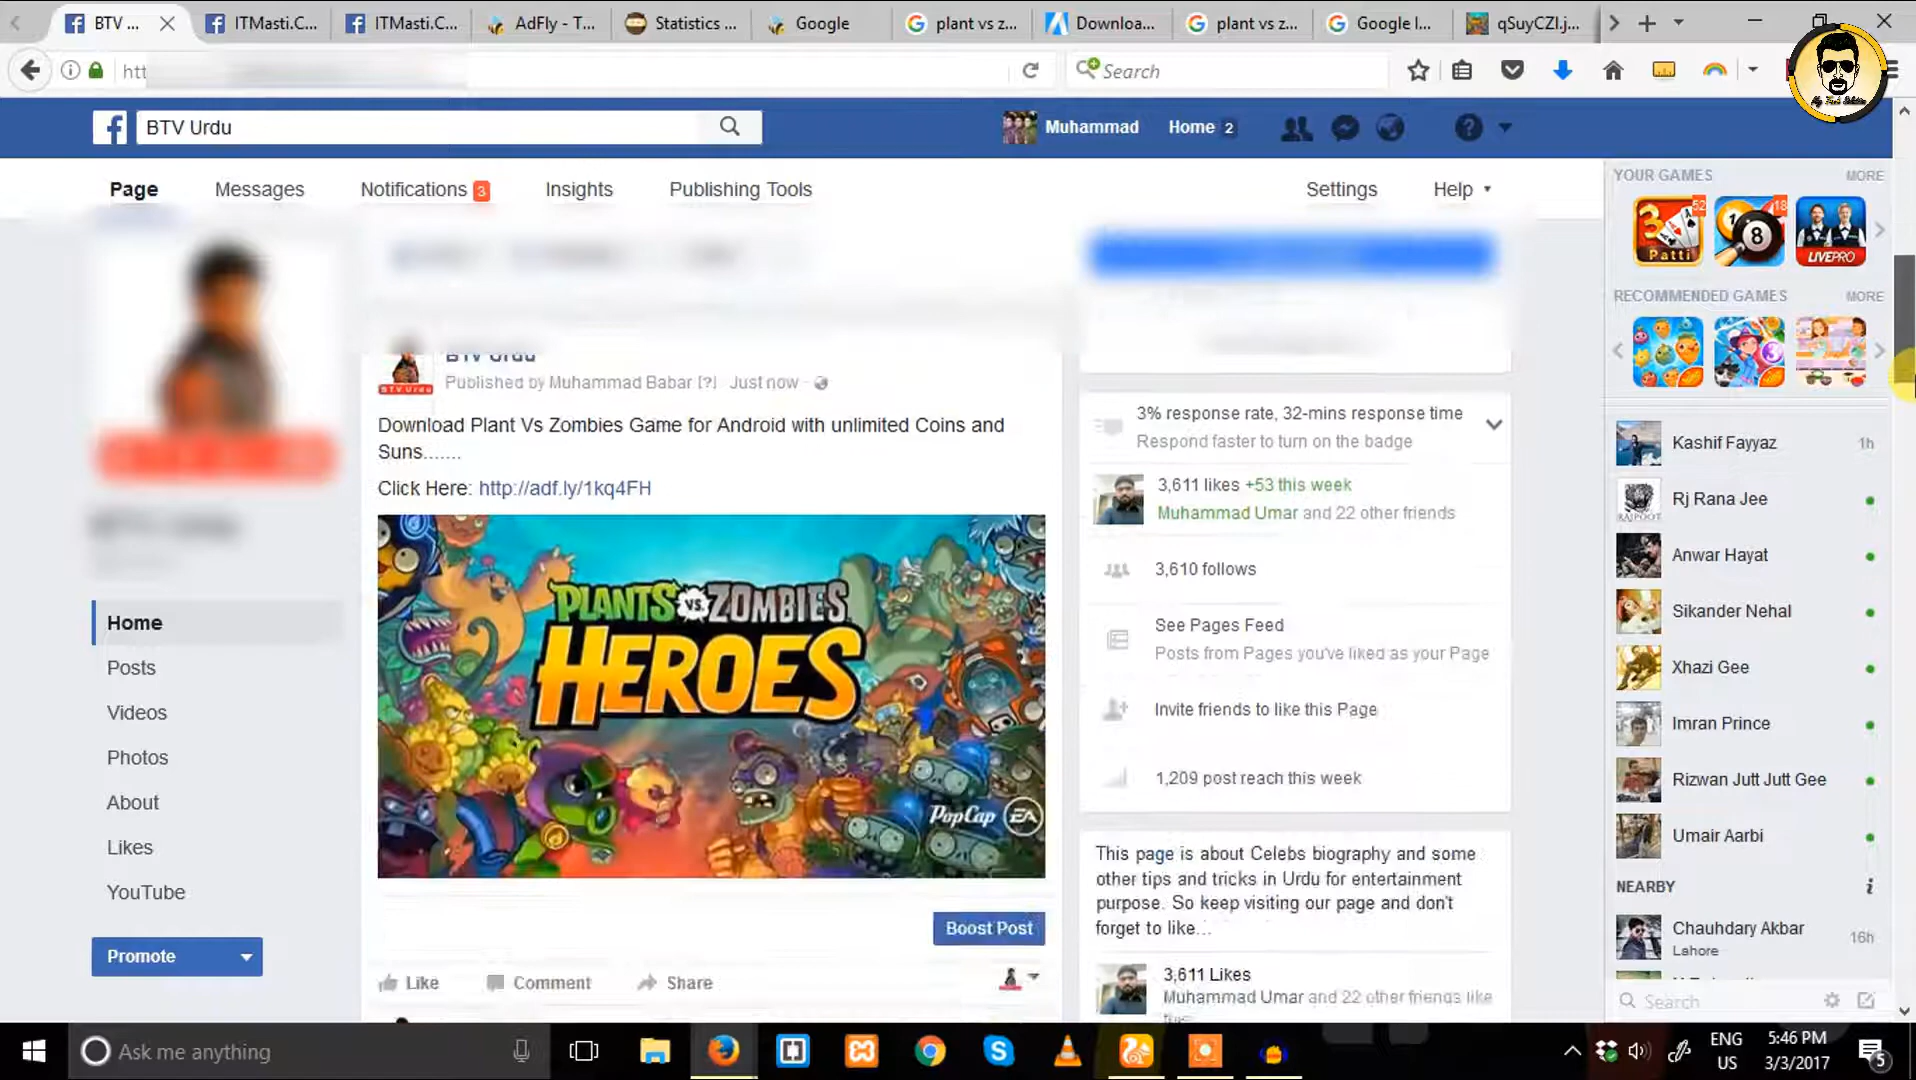 BTV ...
ITMasti.C...
ITMasti.C...
AdFly - T...
Statistics ...
Google
plant vs z...
Downloa...
plant vs z...
Google I...
qSuyCZI.j...
htt
Search
BTV Urdu
Muhammad
Home 2
Page
Messages
Notifications 3
Insights
Publishing Tools
Settings
Help
YOUR GAMES
MORE
52
18
3
Patti
8
LIVEPRO
RECOMMENDED GAMES
MORE
3
BTV Urdu
Published by Muhammad Babar [?] Just now
Download Plant Vs Zombies Game for Android with unlimited Coins and
Suns.......
Click Here: http://adf.ly/1kq4FH
PLANTS VS. ZOMBIES
HEROES
PopCap EA
Boost Post
Like
Comment
Share
Home
Posts
Videos
Photos
About
Likes
YouTube
Promote
3% response rate, 32-mins response time
Respond faster to turn on the badge
3,611 likes +53 this week
Muhammad Umar and 22 other friends
3,610 follows
See Pages Feed
Posts from Pages you've liked as your Page
Invite friends to like this Page
1,209 post reach this week
This page is about Celebs biography and some
other tips and tricks in Urdu for entertainment
purpose. So keep visiting our page and don't
forget to like...
3,611 Likes
Muhammad Umar and 22 other friends like
Kashif Fayyaz 1h
Rj Rana Jee
Anwar Hayat
Sikander Nehal
Xhazi Gee
Imran Prince
Rizwan Jutt Jutt Gee
Umair Aarbi
NEARBY
Chauhdary Akbar
Lahore
16h
Search
Ask me anything
ENG
US
5:46 PM
3/3/2017
5